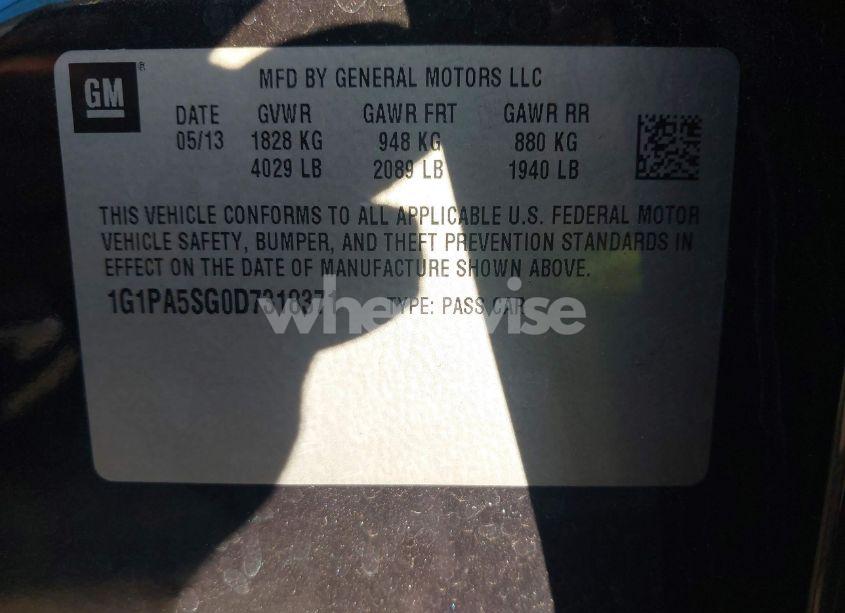 GM
MFD BY GENERAL MOTORS LLC
DATE GVWR GAWR FRT GAWR RR
05/13 1828 KG 948 KG 880 KG
4029 LB 2089 LB 1940 LB
THIS VEHICLE CONFORMS TO ALL APPLICABLE U.S. FEDERAL MOTOR
VEHICLE SAFETY, BUMPER, AND THEFT PREVENTION STANDARDS IN
EFFECT ON THE DATE OF MANUFACTURE SHOWN ABOVE.
TYPE: PASS CAR
wheelwise